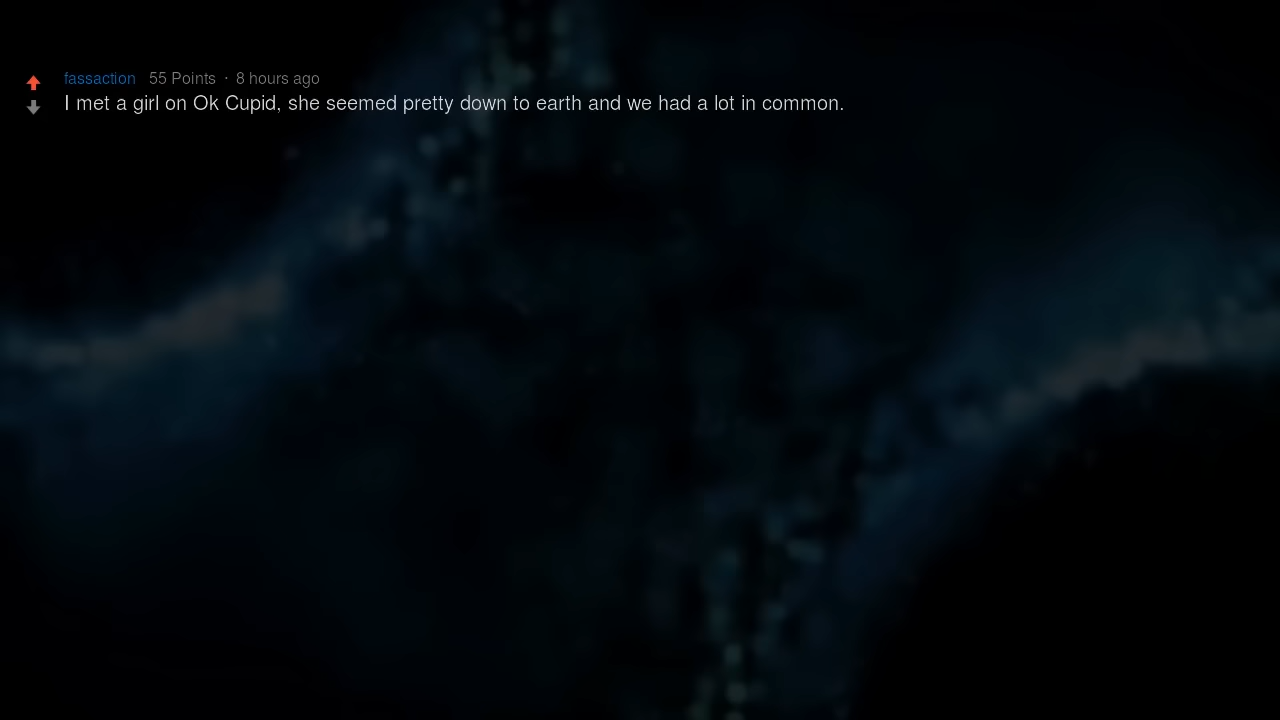 fassaction 55 Points · 8 hours ago
I met a girl on Ok Cupid, she seemed pretty down to earth and we had a lot in common.